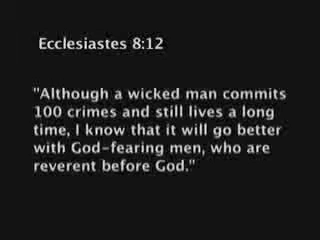 Ecclesiastes 8:12
"Although a wicked man commits
100 crimes and still lives a long
time, I know that it will go better
with God-fearing men, who are
reverent before God."